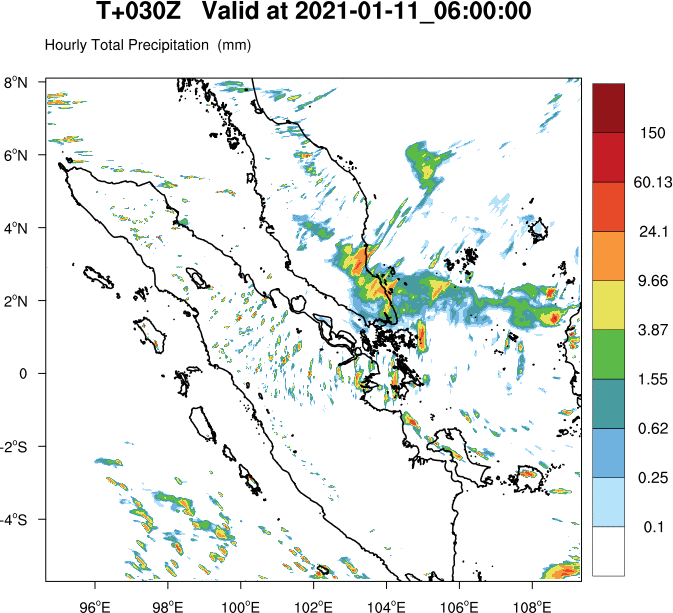 T+030Z Valid at 2021-01-11_06:00:00
Hourly Total Precipitation (mm)
8°N
6°N
4°N
2°N
0
-2°S
-4°S
96°E
98°E
100°E
102°E
104°E
106°E
108°E
150
60.13
24.1
9.66
3.87
1.55
0.62
0.25
0.1